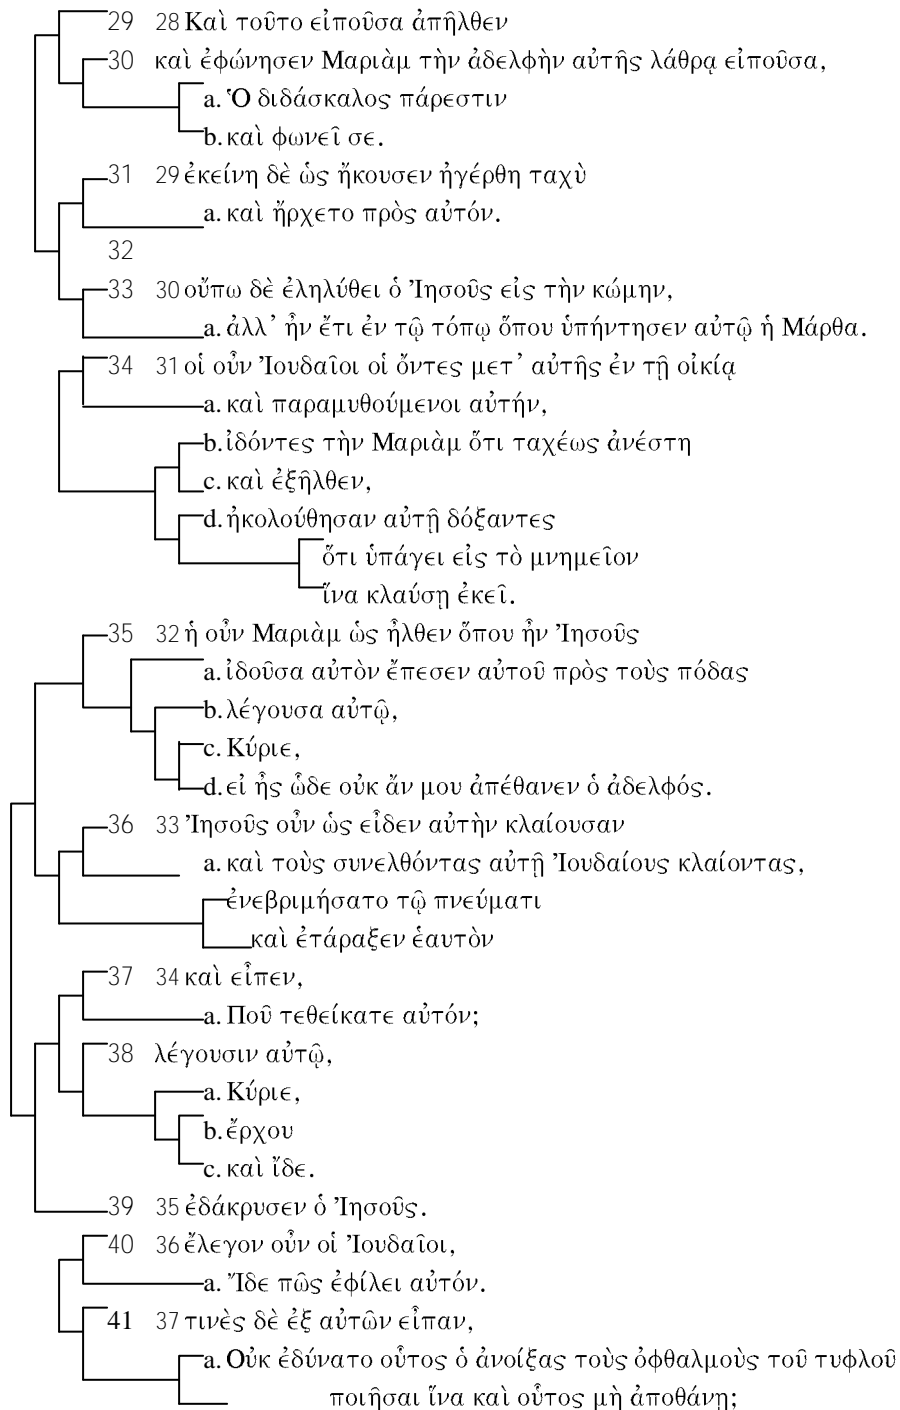 29 28 Καὶ τοῦτο εἰποῦσα ἀπῆλθεν
30 καὶ ἐφώνησεν Μαριὰμ τὴν ἀδελφὴν αὐτῆς λάθρᾳ εἰποῦσα,
a. Ὁ διδάσκαλος πάρεστιν
b. καὶ φωνεῖ σε.
31 29 ἐκείνη δὲ ὡς ἤκουσεν ἠγέρθη ταχὺ
a. καὶ ἤρχετο πρὸς αὐτόν.
32
33 30 οὔπω δὲ ἐληλύθει ὁ Ἰησοῦς εἰς τὴν κώμην,
a. ἀλλ’ ἦν ἔτι ἐν τῷ τόπῳ ὅπου ὑπήντησεν αὐτῷ ἡ Μάρθα.
34 31 οἱ οὖν Ἰουδαῖοι οἱ ὄντες μετ’ αὐτῆς ἐν τῇ οἰκίᾳ
a. καὶ παραμυθούμενοι αὐτήν,
b. ἰδόντες τὴν Μαριὰμ ὅτι ταχέως ἀνέστη
c. καὶ ἐξῆλθεν,
d. ἠκολούθησαν αὐτῇ δόξαντες
ὅτι ὑπάγει εἰς τὸ μνημεῖον
ἵνα κλαύσῃ ἐκεῖ.
35 32 ἡ οὖν Μαριὰμ ὡς ἦλθεν ὅπου ἦν Ἰησοῦς
a. ἰδοῦσα αὐτὸν ἔπεσεν αὐτοῦ πρὸς τοὺς πόδας
b. λέγουσα αὐτῷ,
c. Κύριε,
d. εἰ ἦς ὧδε οὐκ ἄν μου ἀπέθανεν ὁ ἀδελφός.
36 33 Ἰησοῦς οὖν ὡς εἶδεν αὐτὴν κλαίουσαν
a. καὶ τοὺς συνελθόντας αὐτῇ Ἰουδαίους κλαίοντας,
ἐνεβριμήσατο τῷ πνεύματι
καὶ ἐτάραξεν ἑαυτὸν
37 34 καὶ εἶπεν,
a. Ποῦ τεθείκατε αὐτόν;
38 λέγουσιν αὐτῷ,
a. Κύριε,
b. ἔρχου
c. καὶ ἴδε.
39 35 ἐδάκρυσεν ὁ Ἰησοῦς.
40 36 ἔλεγον οὖν οἱ Ἰουδαῖοι,
a. Ἴδε πῶς ἐφίλει αὐτόν.
41 37 τινὲς δὲ ἐξ αὐτῶν εἶπαν,
a. Οὐκ ἐδύνατο οὗτος ὁ ἀνοίξας τοὺς ὀφθαλμοὺς τοῦ τυφλοῦ
ποιῆσαι ἵνα καὶ οὗτος μὴ ἀποθάνῃ;